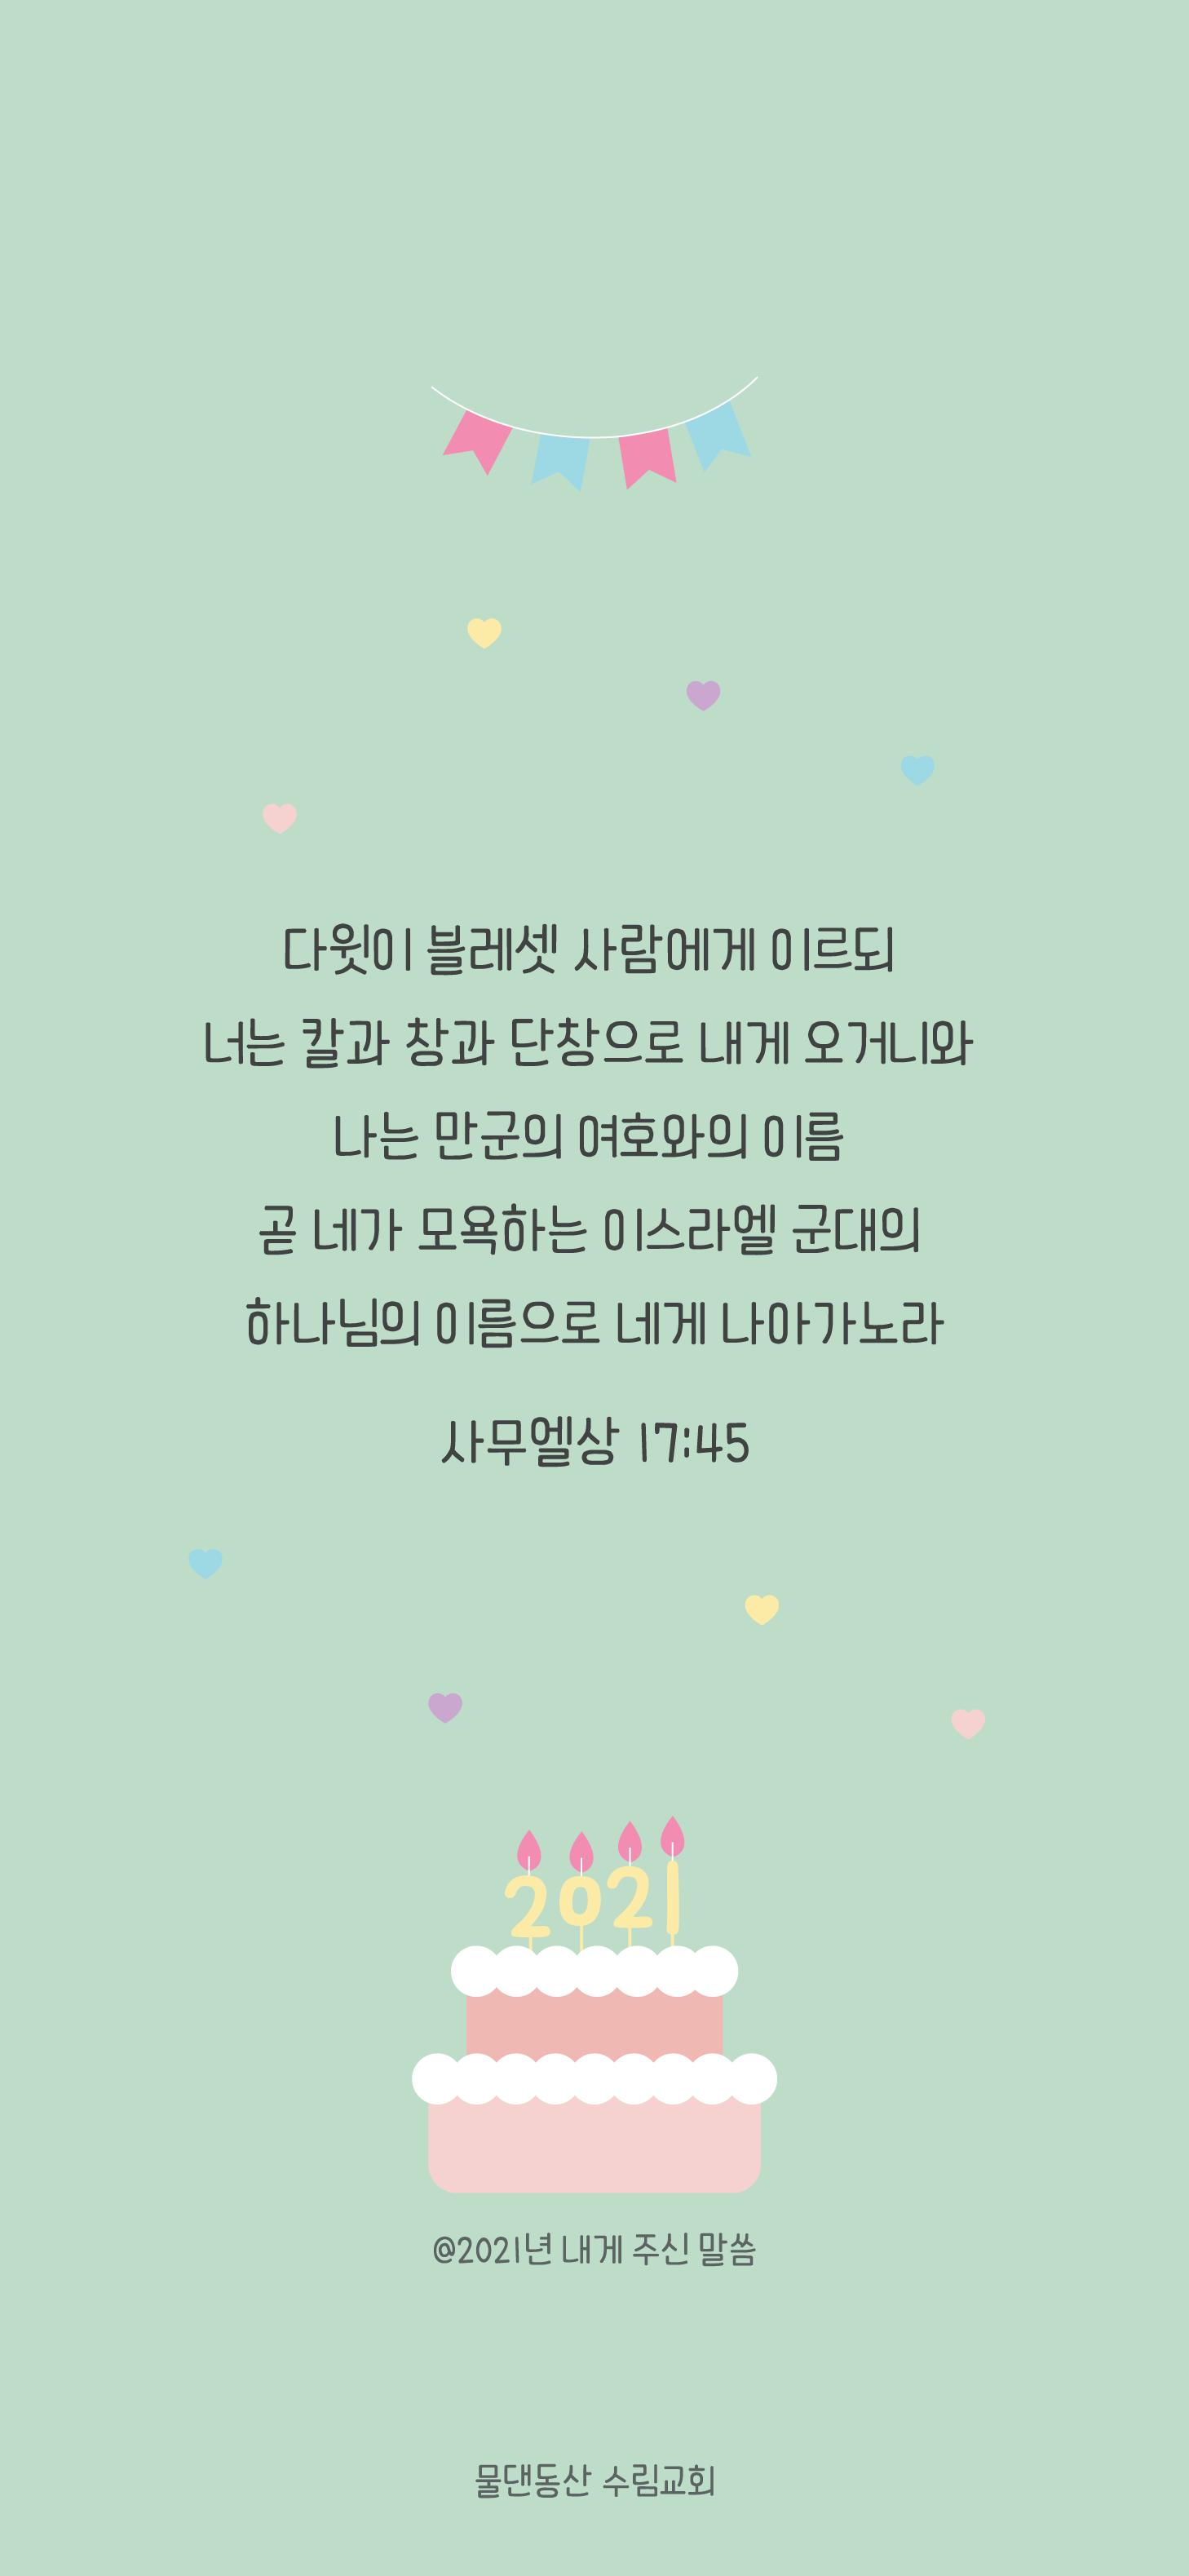 다윗이 블레셋 사람에게 이르되
너는 칼과 창과 단창으로 내게 오거니와
나는 만군의 여호와의 이름
곧 네가 모욕하는 이스라엘 군대의
하나님의 이름으로 네게 나아가노라
사무엘상 17:45
2021
@2021년 내게 주신 말씀
물댄동산 수림교회